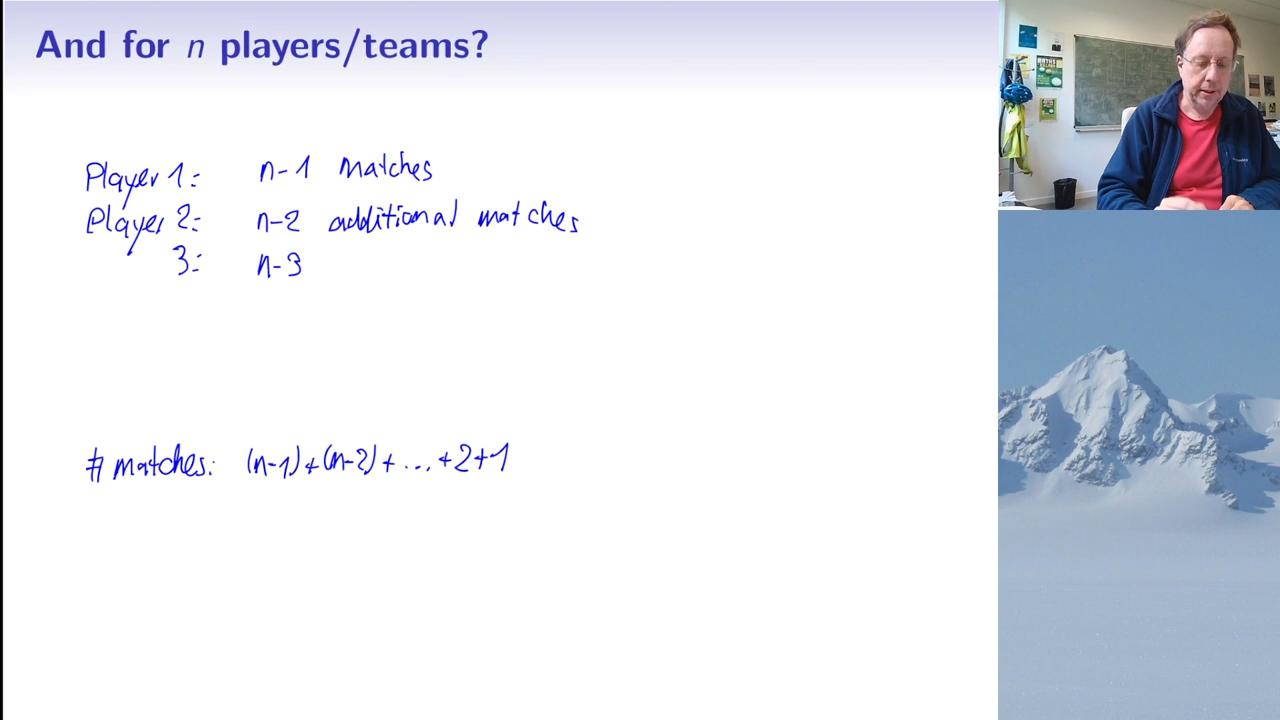 And for n players/teams?
Player 1: n-1 matches
Player 2: n-2 additional matches
3: n-3
# matches: (n-1)+(n-2)+...+2+1